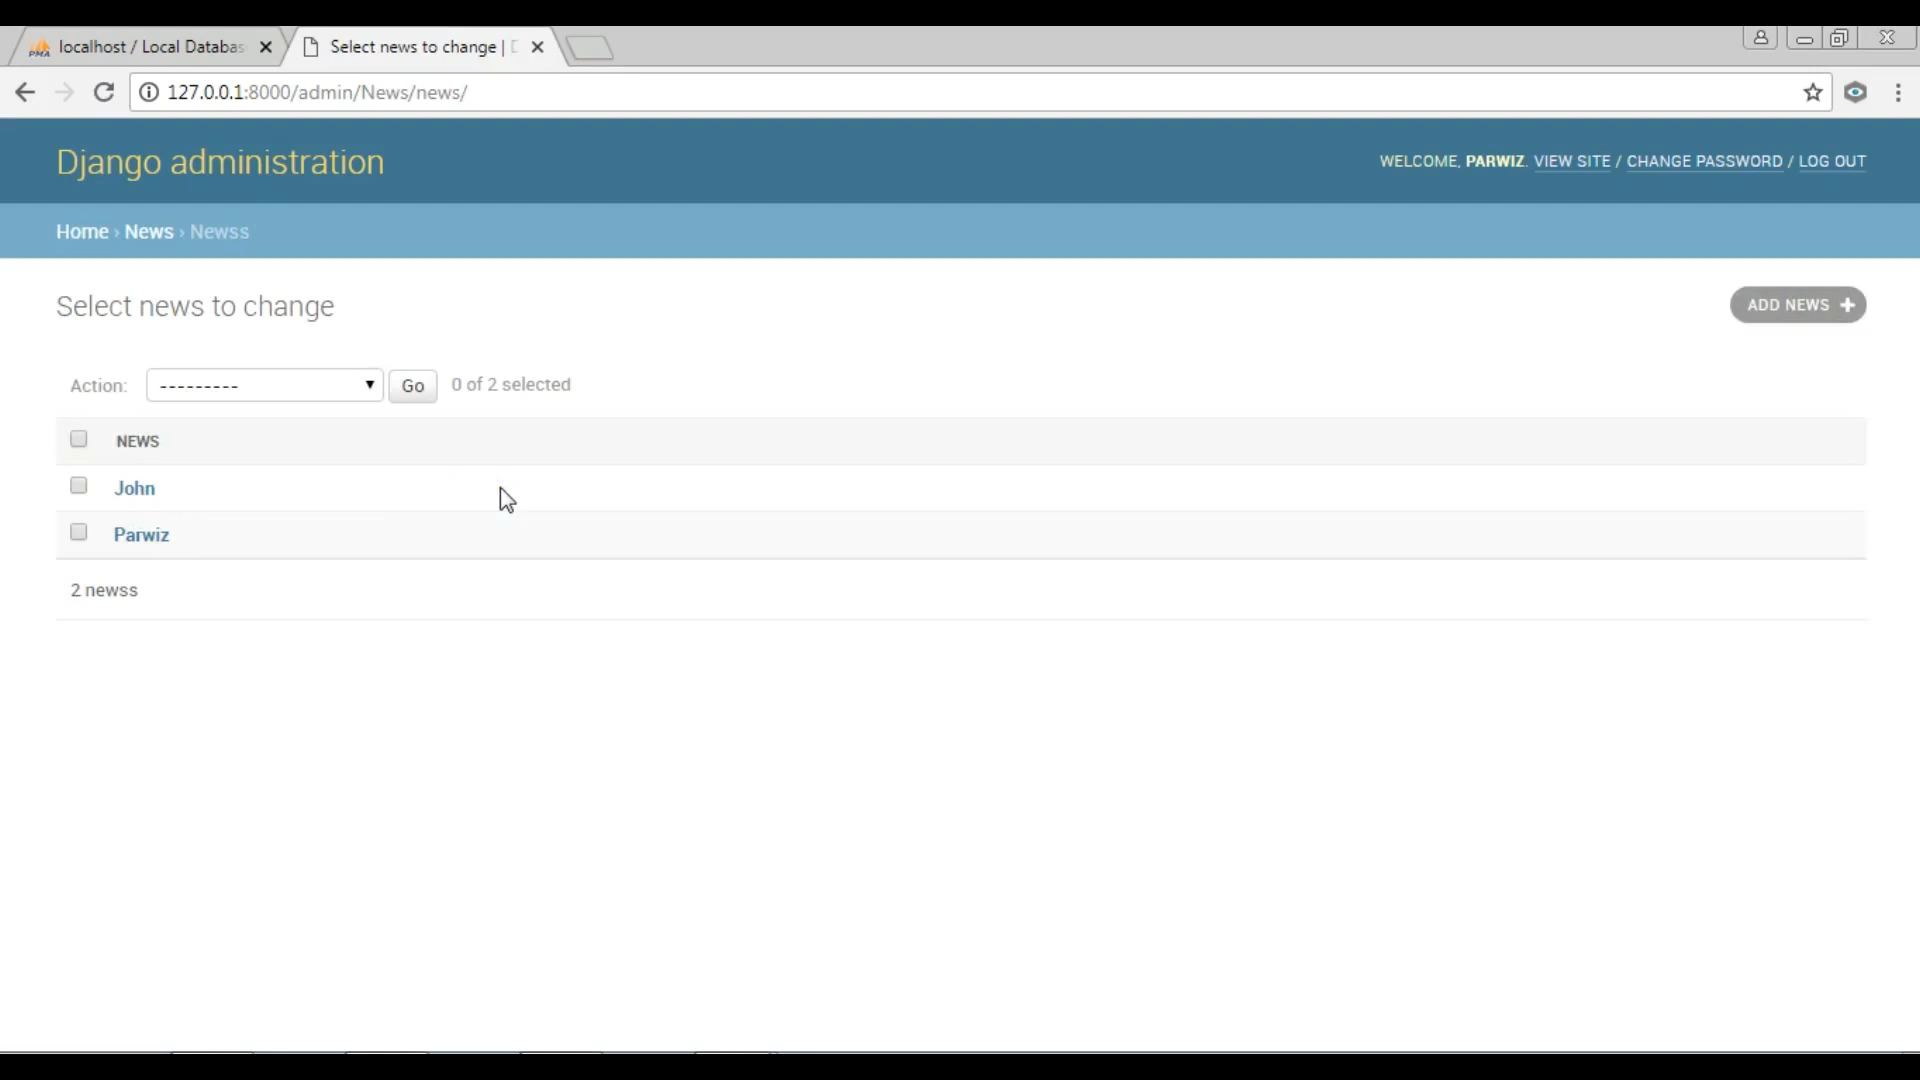 localhost / Local Databas
Select news to change |
127.0.0.1:8000/admin/News/news/
Django administration
WELCOME, PARWIZ. VIEW SITE / CHANGE PASSWORD / LOG OUT
Home › News › Newss
Select news to change
ADD NEWS +
Action: --------- Go 0 of 2 selected
NEWS
John
Parwiz
2 newss